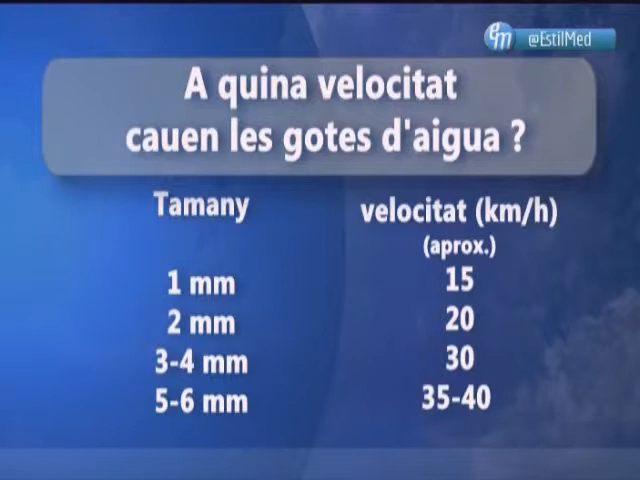 em @EstilMed
A quina velocitat
cauen les gotes d'aigua ?
Tamany velocitat (km/h)
(aprox.)
1 mm 15
2 mm 20
3-4 mm 30
5-6 mm 35-40